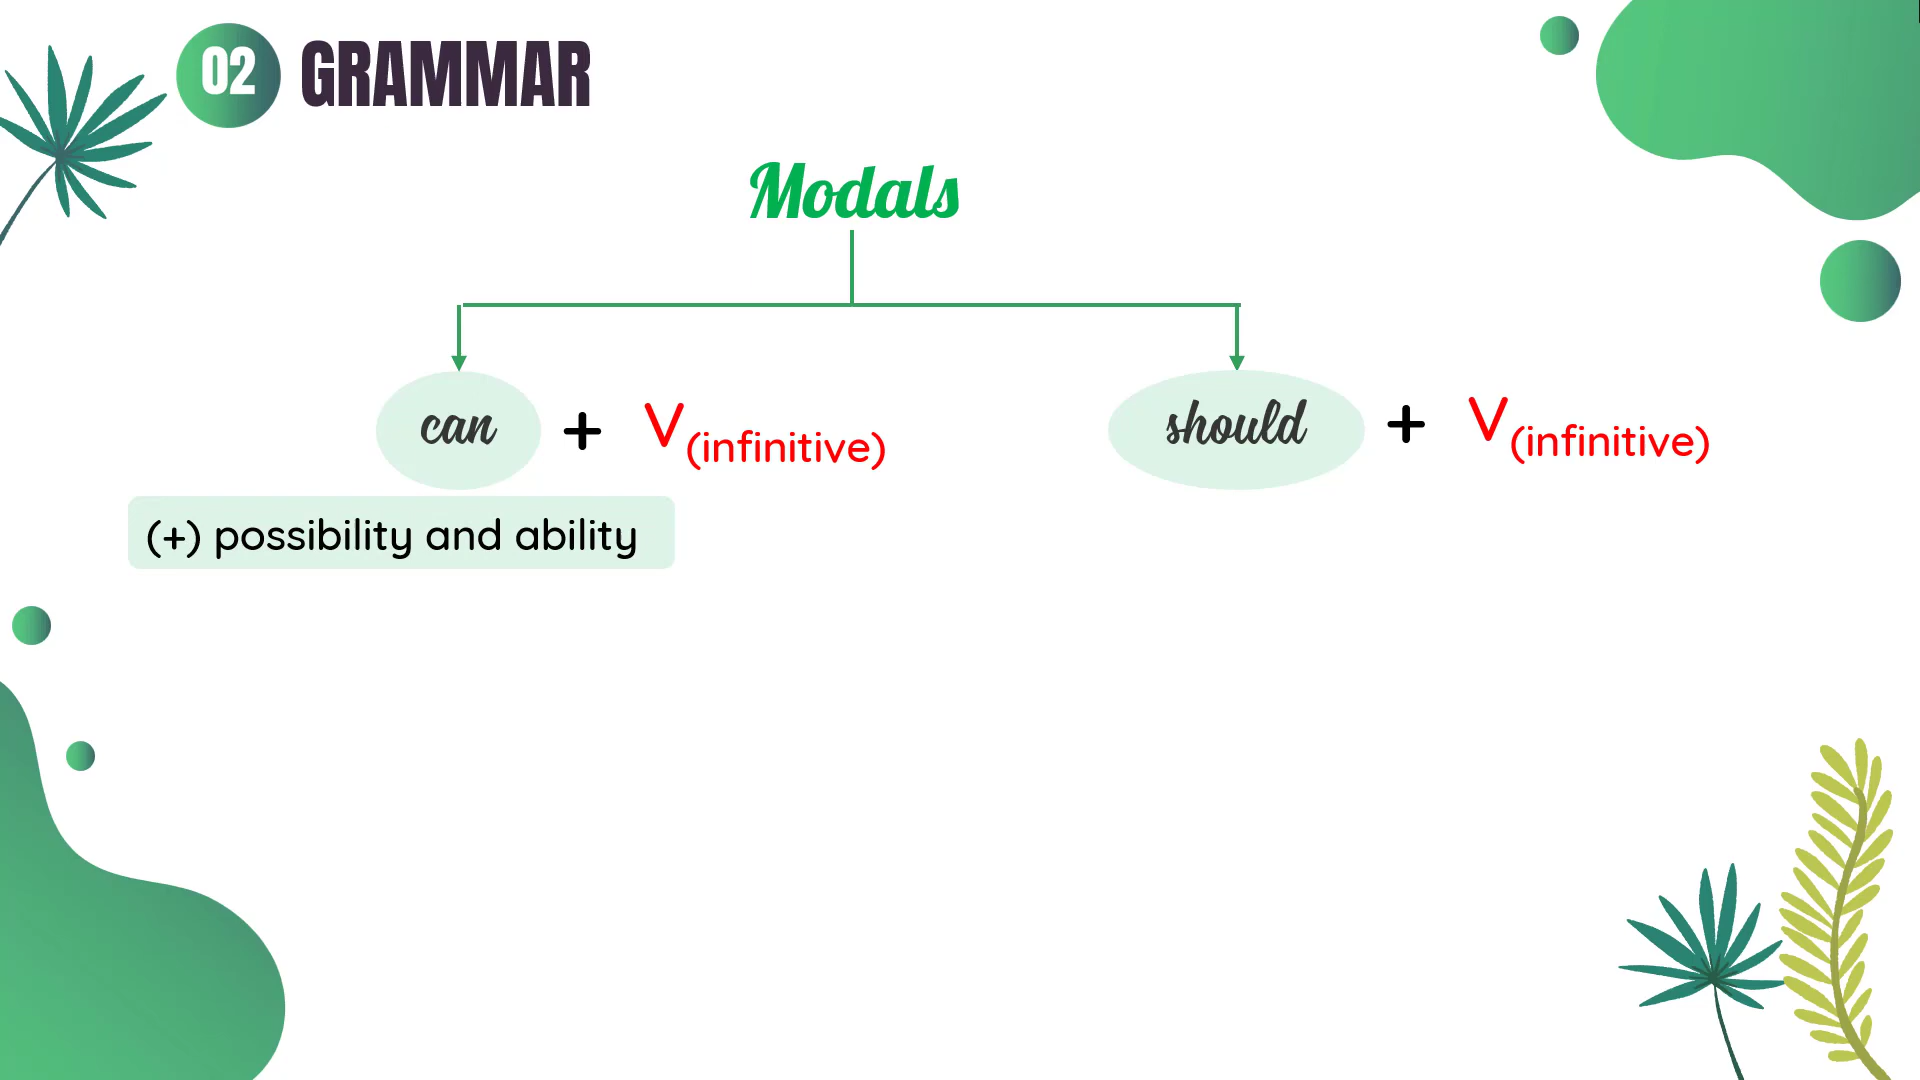 02 GRAMMAR
Modals
can + V(infinitive)
should + V(infinitive)
(+) possibility and ability